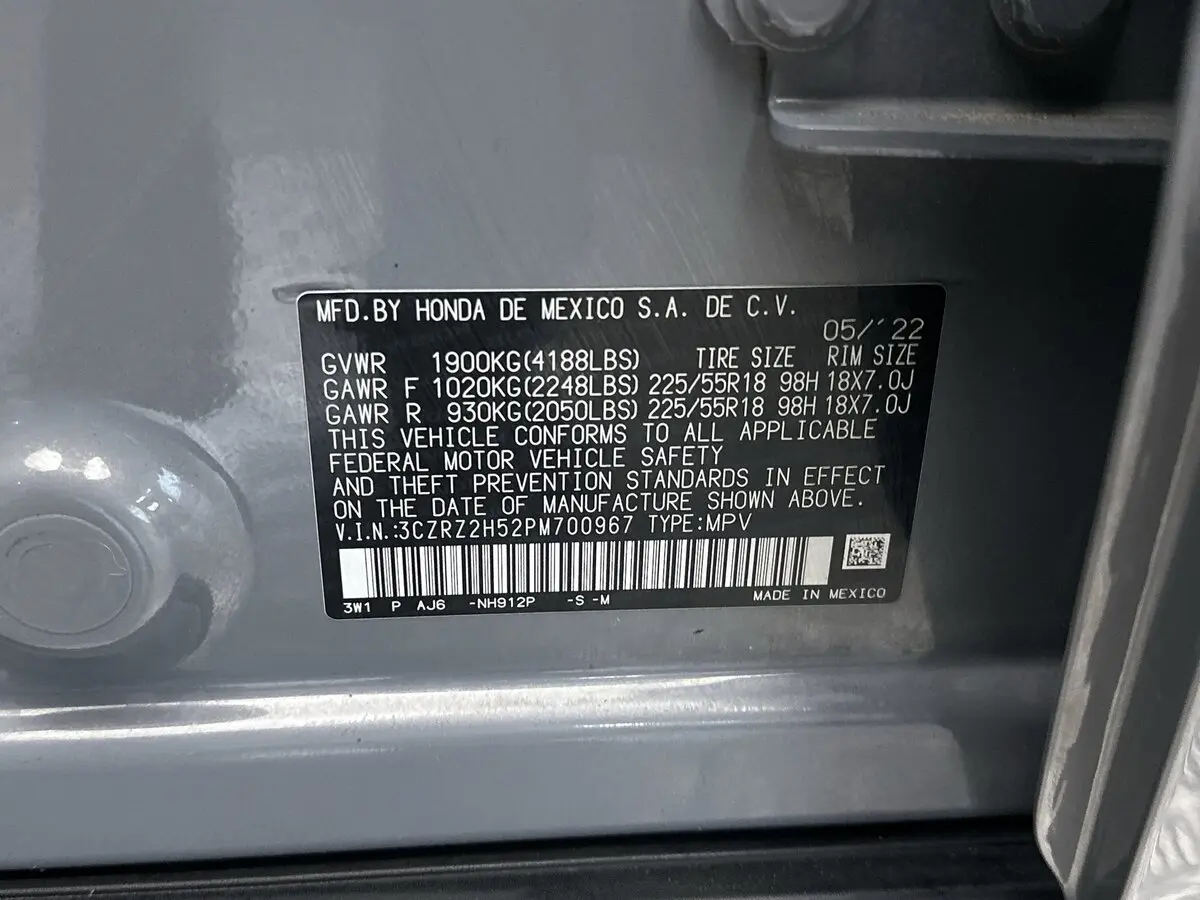 MFD.BY HONDA DE MEXICO S.A. DE C.V.
05/´22
GVWR 1900KG(4188LBS) TIRE SIZE RIM SIZE
GAWR F 1020KG(2248LBS) 225/55R18 98H 18X7.0J
GAWR R 930KG(2050LBS) 225/55R18 98H 18X7.0J
THIS VEHICLE CONFORMS TO ALL APPLICABLE
FEDERAL MOTOR VEHICLE SAFETY
AND THEFT PREVENTION STANDARDS IN EFFECT
ON THE DATE OF MANUFACTURE SHOWN ABOVE.
V.I.N.:3CZRZ2H52PM700967 TYPE:MPV
3W1 P AJ6 -NH912P -S -M MADE IN MEXICO